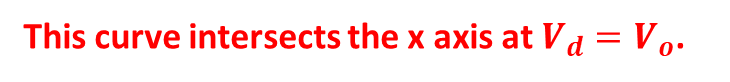 This curve intersects the x axis at $V_d = V_o$.